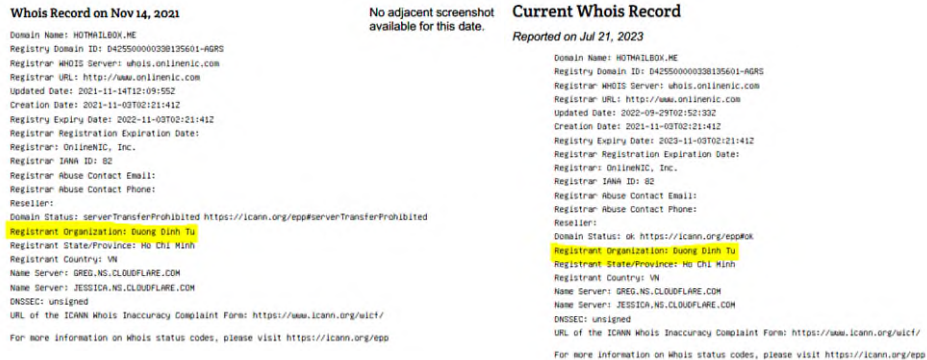 Whois Record on Nov 14, 2021
No adjacent screenshot
available for this date.
Domain Name: HOTMAILBOX.ME
Registry Domain ID: D425500000338135601-AGRS
Registrar WHOIS Server: whois.onlinenic.com
Registrar URL: http://www.onlinenic.com
Updated Date: 2021-11-14T12:09:55Z
Creation Date: 2021-11-03T02:21:41Z
Registry Expiry Date: 2022-11-03T02:21:41Z
Registrar Registration Expiration Date:
Registrar: OnlineNIC, Inc.
Registrar IANA ID: 82
Registrar Abuse Contact Email:
Registrar Abuse Contact Phone:
Reseller:
Domain Status: serverTransferProhibited https://icann.org/epp#serverTransferProhibited
Registrant Organization: Duong Dinh Tu
Registrant State/Province: Ho Chi Minh
Registrant Country: VN
Name Server: GREG.NS.CLOUDFLARE.COM
Name Server: JESSICA.NS.CLOUDFLARE.COM
DNSSEC: unsigned
URL of the ICANN Whois Inaccuracy Complaint Form: https://www.icann.org/wicf/
For more information on Whois status codes, please visit https://icann.org/epp
Current Whois Record
Reported on Jul 21, 2023
Domain Name: HOTMAILBOX.ME
Registry Domain ID: D425500000338135601-AGRS
Registrar WHOIS Server: whois.onlinenic.com
Registrar URL: http://www.onlinenic.com
Updated Date: 2022-09-29T02:52:33Z
Creation Date: 2021-11-03T02:21:41Z
Registry Expiry Date: 2023-11-03T02:21:41Z
Registrar Registration Expiration Date:
Registrar: OnlineNIC, Inc.
Registrar IANA ID: 82
Registrar Abuse Contact Email:
Registrar Abuse Contact Phone:
Reseller:
Domain Status: ok https://icann.org/epp#ok
Registrant Organization: Duong Dinh Tu
Registrant State/Province: Ho Chi Minh
Registrant Country: VN
Name Server: GREG.NS.CLOUDFLARE.COM
Name Server: JESSICA.NS.CLOUDFLARE.COM
DNSSEC: unsigned
URL of the ICANN Whois Inaccuracy Complaint Form: https://www.icann.org/wicf/
For more information on Whois status codes, please visit https://icann.org/epp